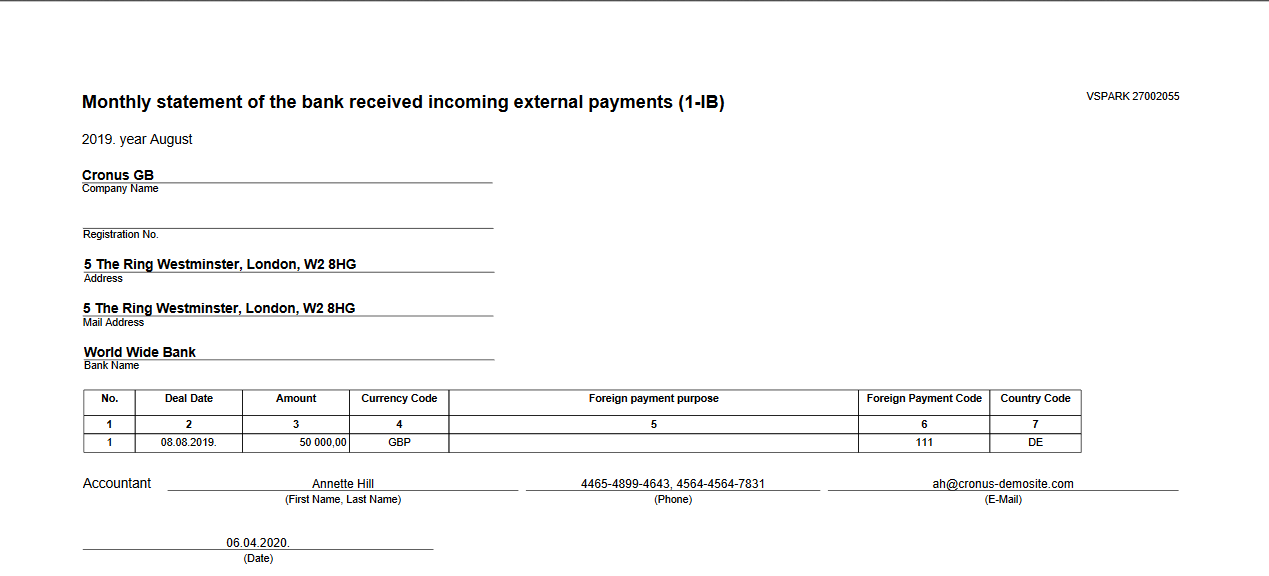 Monthly statement of the bank received incoming external payments (1-IB)
VSPARK 27002055
2019. year August
Cronus GB
Company Name
Registration No.
5 The Ring Westminster, London, W2 8HG
Address
5 The Ring Westminster, London, W2 8HG
Mail Address
World Wide Bank
Bank Name
No. Deal Date Amount Currency Code Foreign payment purpose Foreign Payment Code Country Code
1 2 3 4 5 6 7
1 08.08.2019. 50 000,00 GBP 111 DE
Accountant Annette Hill 4465-4899-4643, 4564-4564-7831 ah@cronus-demosite.com
(First Name, Last Name) (Phone) (E-Mail)
06.04.2020.
(Date)